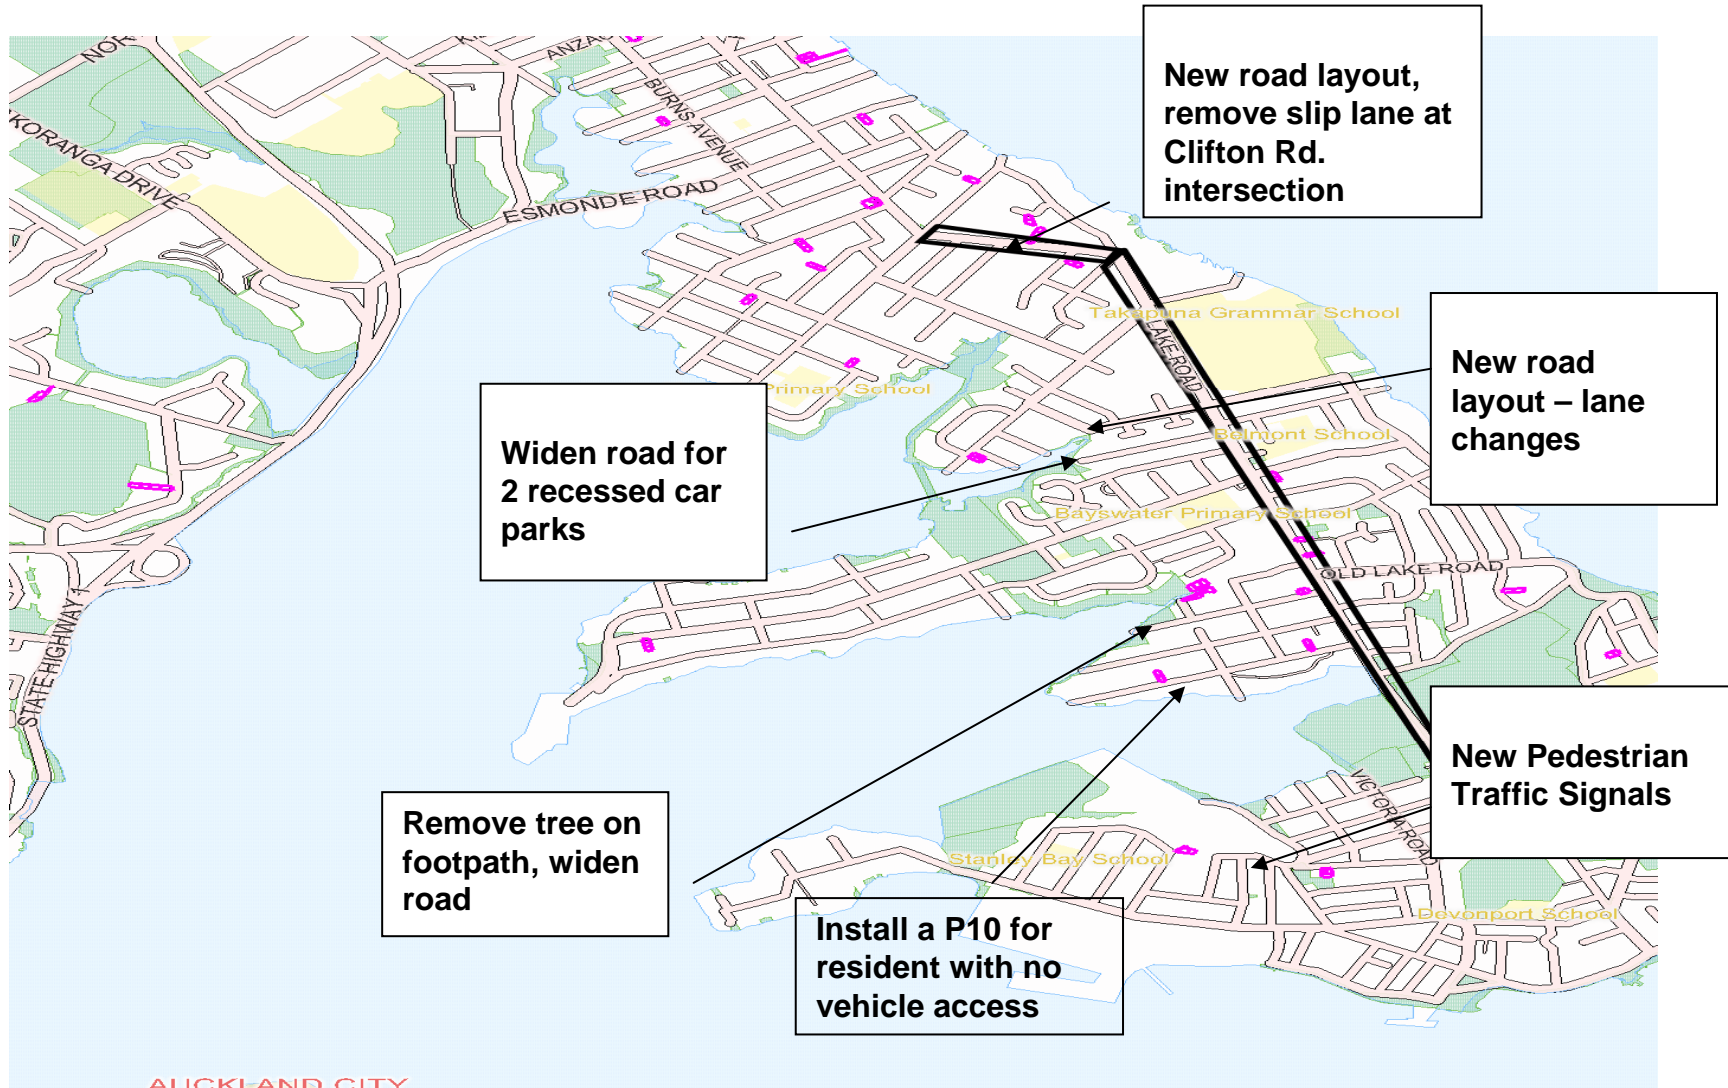 NOR
ANZAC
BURNS AVENUE
KORANGA DRIVE
ESMONDE ROAD
New road layout,
remove slip lane at
Clifton Rd.
intersection
Takapuna Grammar School
LAKE ROAD
Primary School
New road
layout – lane
changes
Widen road for
2 recessed car
parks
Belmont School
Bayswater Primary School
OLD LAKE ROAD
STATE HIGHWAY 1
New Pedestrian
Traffic Signals
VICTORIA ROAD
Remove tree on
footpath, widen
road
Stanley Bay School
Install a P10 for
resident with no
vehicle access
Devonport School
AUCKLAND CITY